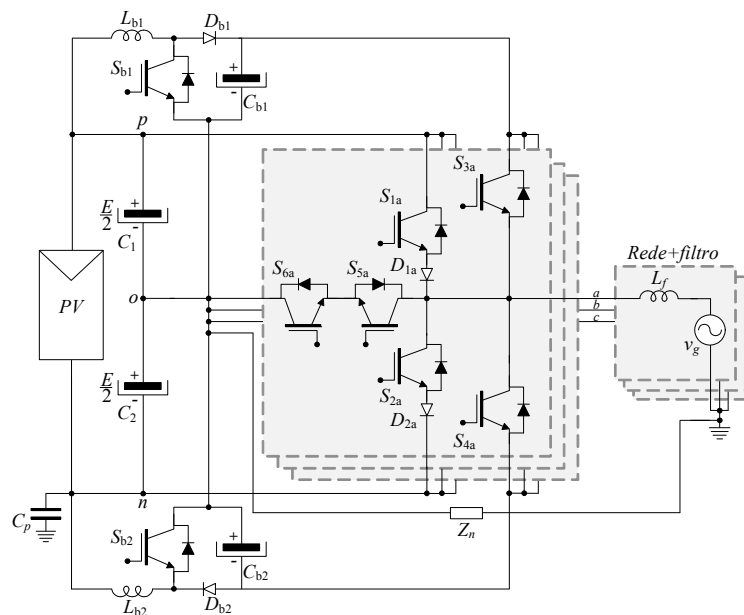 L_b1
D_b1
S_b1
+
-
C_b1
p
S_3a
S_1a
E/2
+
-
C_1
D_1a
Rede+filtro
PV
S_6a
S_5a
L_f
o
a
b
c
v_g
S_2a
E/2
+
-
C_2
D_2a
S_4a
n
C_p
Z_n
S_b2
+
-
C_b2
L_b2
D_b2